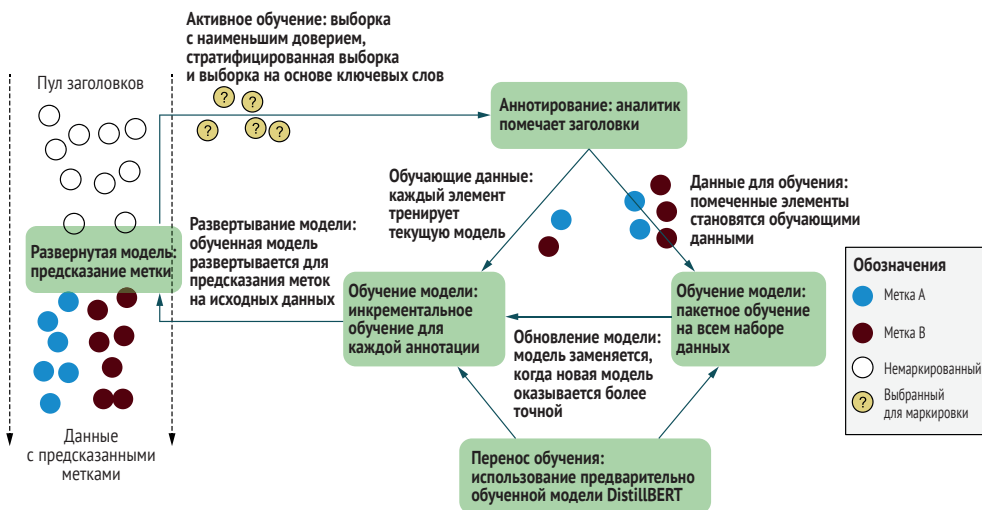 Активное обучение: выборка
с наименьшим доверием,
стратифицированная выборка
и выборка на основе ключевых слов
Пул заголовков
? ?
? ? ?
Аннотирование: аналитик
помечает заголовки
Обучающие данные:
каждый элемент
тренирует
текущую модель
Данные для обучения:
помеченные элементы
становятся обучающими
данными
Развертывание модели:
обученная модель
развертывается для
предсказания меток
на исходных данных
Развернутая модель:
предсказание метки
Обучение модели:
инкрементальное
обучение для
каждой аннотации
Обучение модели:
пакетное обучение
на всем наборе
данных
Обновление модели:
модель заменяется,
когда новая модель
оказывается более
точной
Данные
с предсказанными
метками
Перенос обучения:
использование предварительно
обученной модели DistillBERT
Обозначения
Метка A
Метка B
Немаркированный
? Выбранный
для маркировки